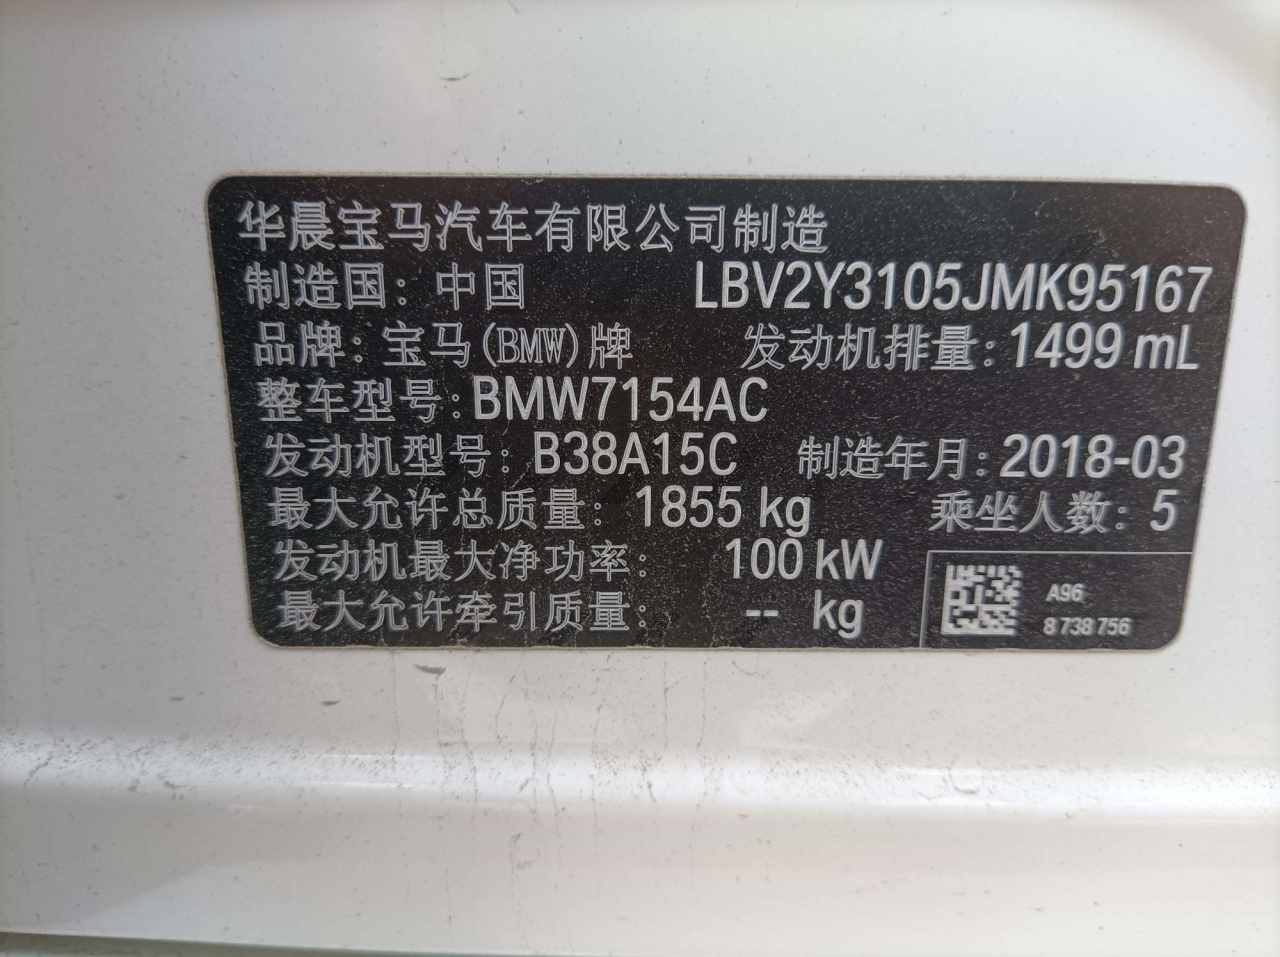 华晨宝马汽车有限公司制造
制造国：中国 LBV2Y3105JMK95167
品牌：宝马(BMW)牌 发动机排量：1499 mL
整车型号：BMW7154AC
发动机型号：B38A15C 制造年月：2018-03
最大允许总质量：1855 kg 乘坐人数：5
发动机最大净功率：100 kW
最大允许牵引质量：-- kg
A96
8 738 756